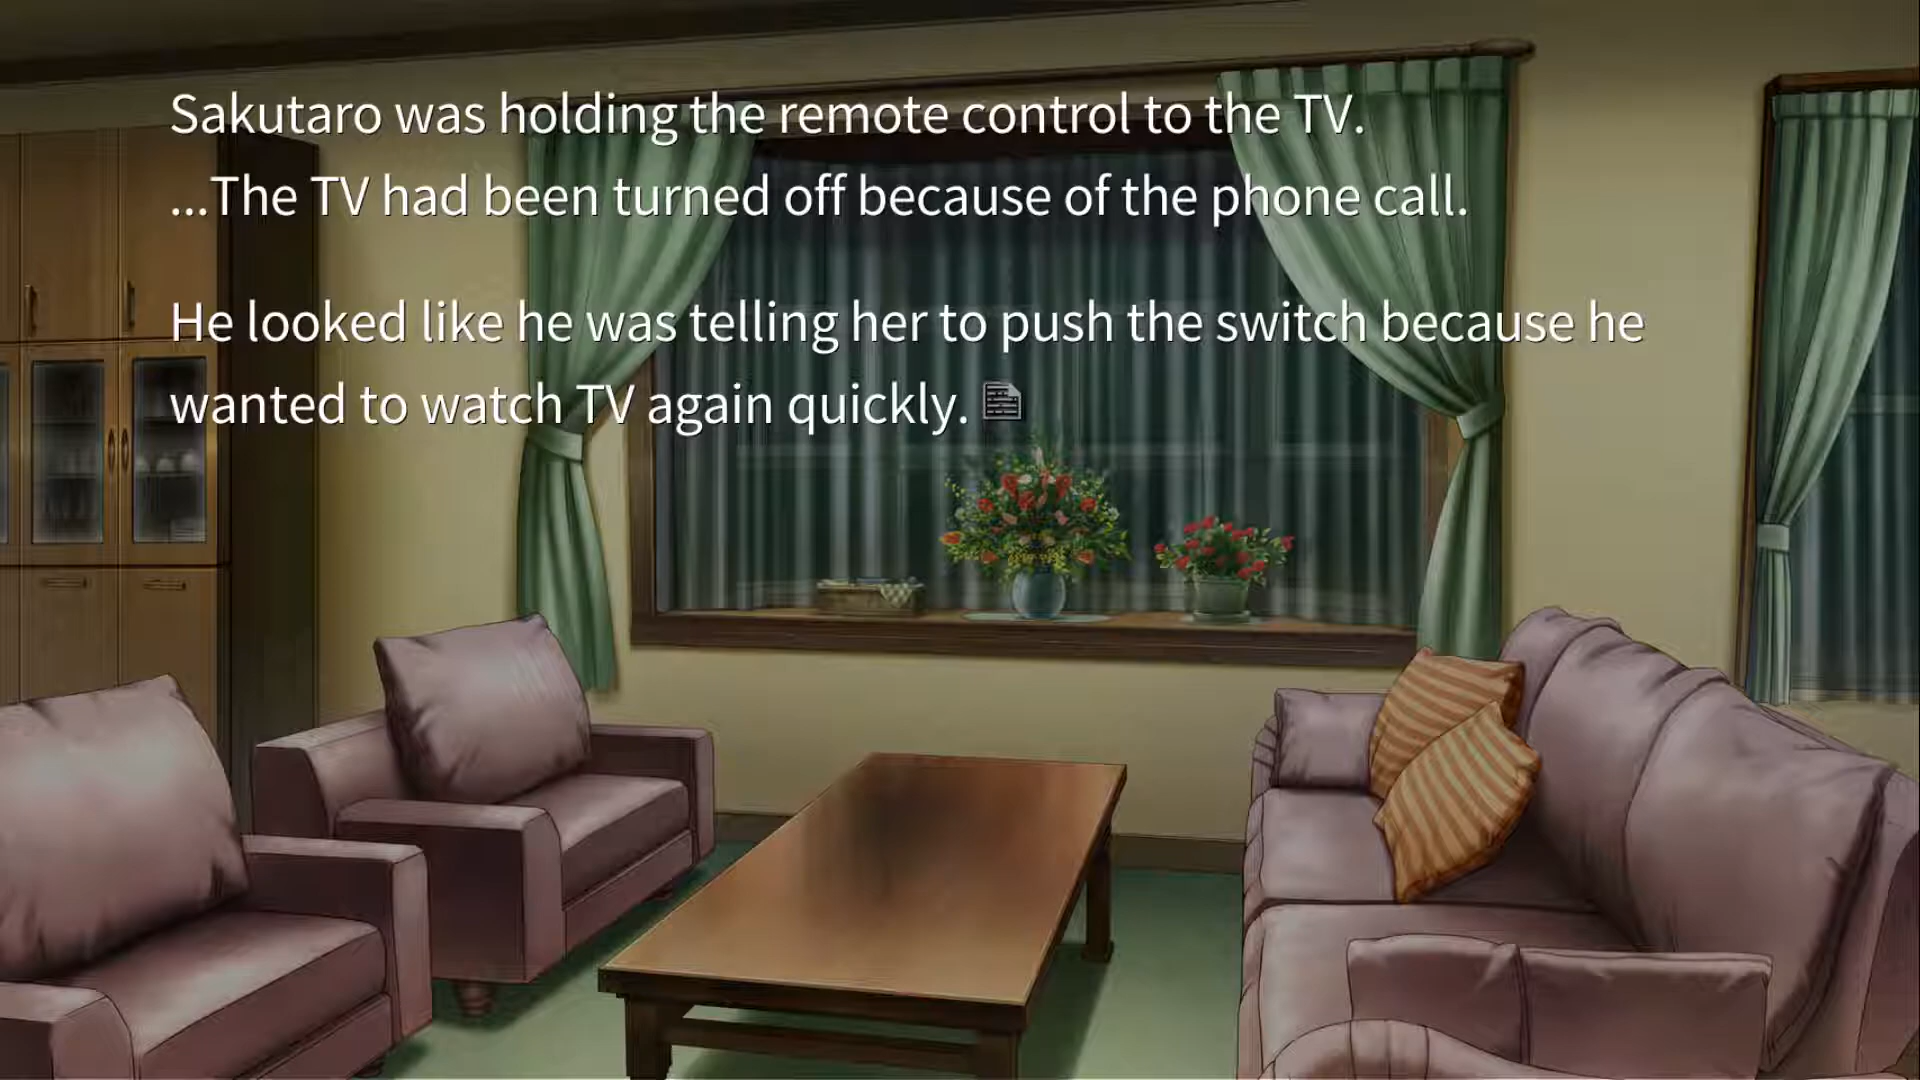 Sakutaro was holding the remote control to the TV.
...The TV had been turned off because of the phone call.
He looked like he was telling her to push the switch because he
wanted to watch TV again quickly.